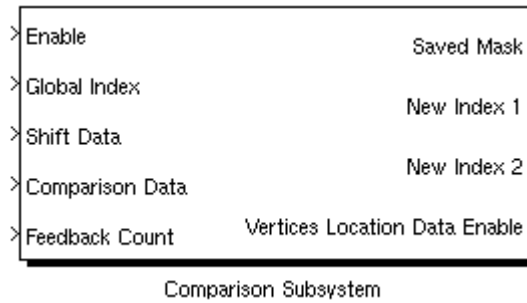 Enable
Saved Mask
Global Index
New Index 1
Shift Data
New Index 2
Comparison Data
Feedback Count
Vertices Location Data Enable
Comparison Subsystem